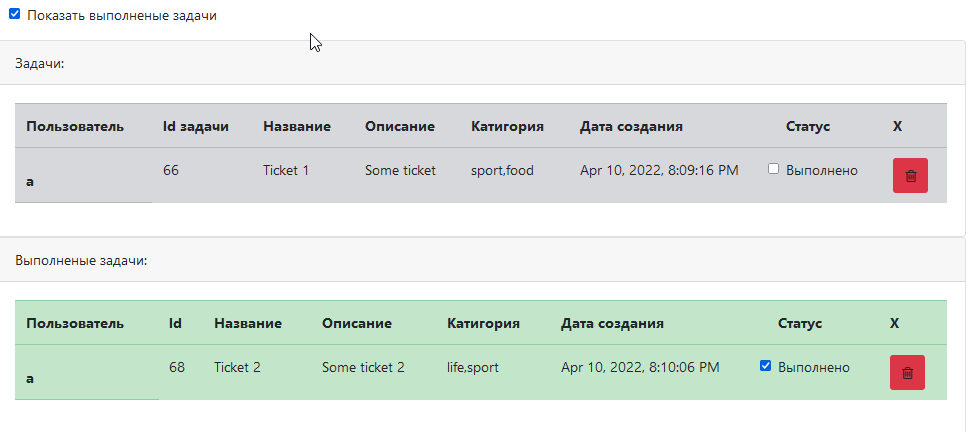 Показать выполненые задачи
Задачи:
Пользователь Id задачи Название Описание Катигория Дата создания Статус X
a 66 Ticket 1 Some ticket sport,food Apr 10, 2022, 8:09:16 PM Выполнено
Выполненые задачи:
Пользователь Id Название Описание Катигория Дата создания Статус X
a 68 Ticket 2 Some ticket 2 life,sport Apr 10, 2022, 8:10:06 PM Выполнено